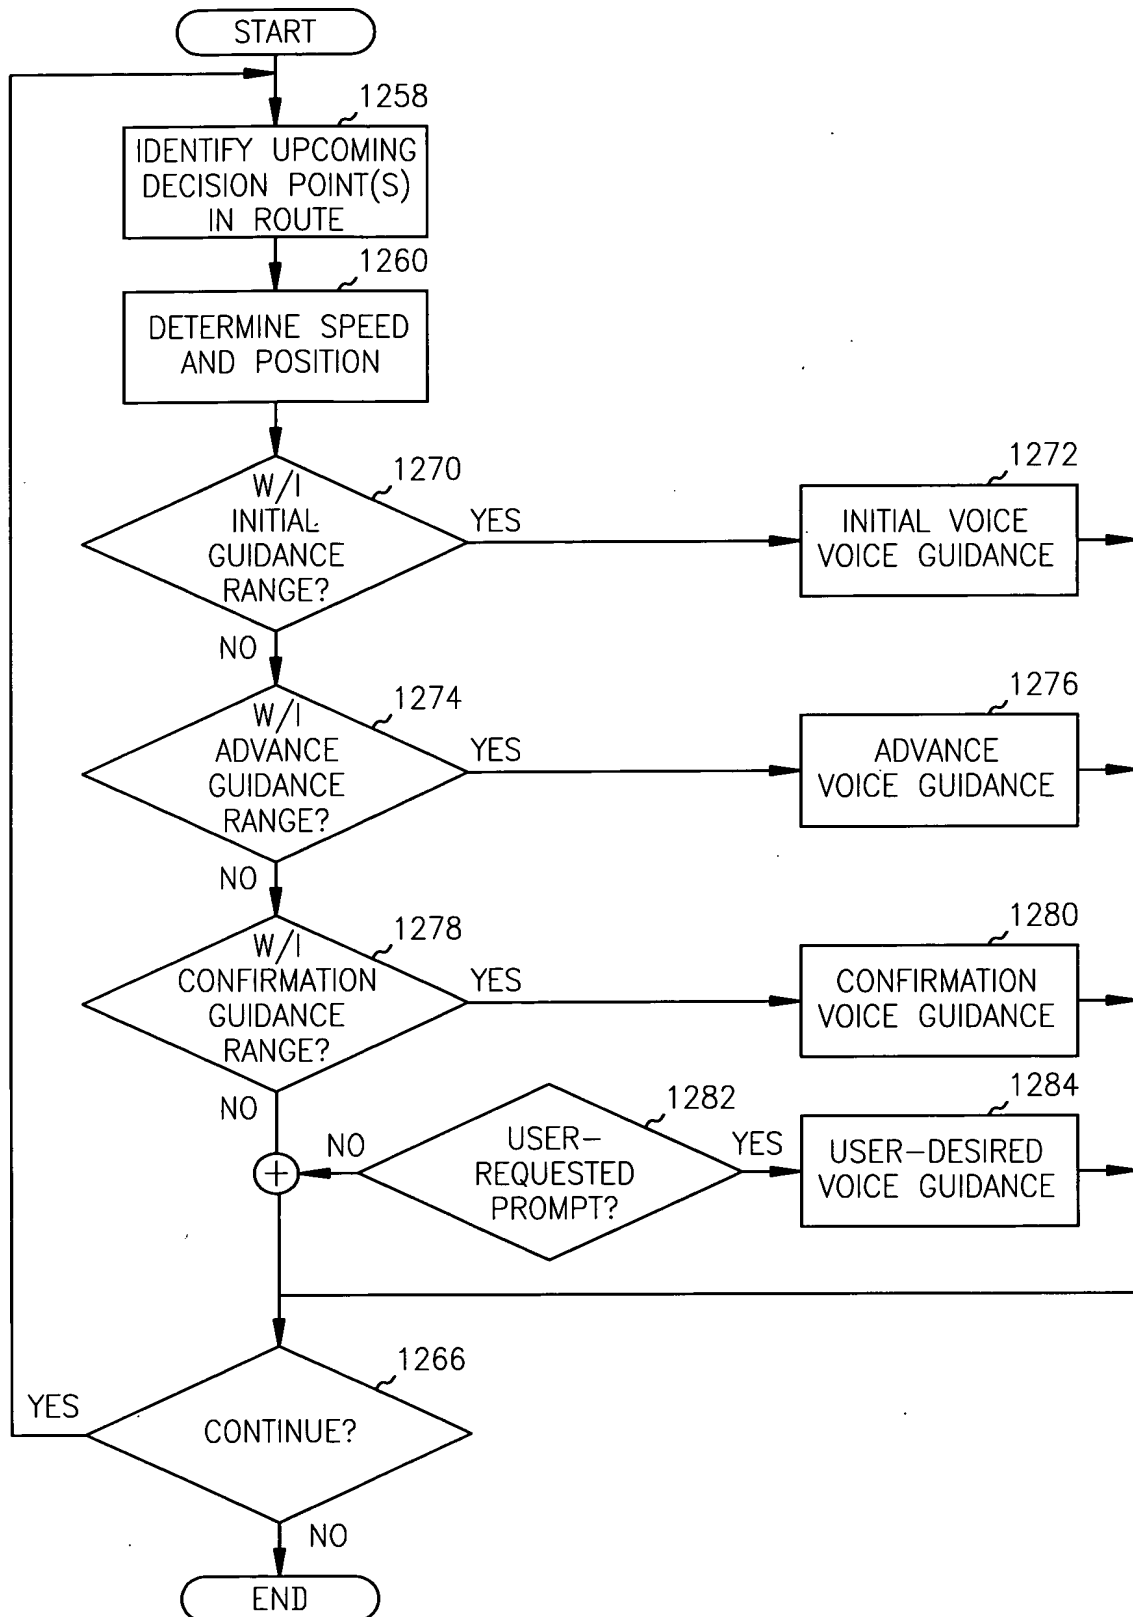 START
1258
IDENTIFY UPCOMING
DECISION POINT(S)
IN ROUTE
1260
DETERMINE SPEED
AND POSITION
1270
W/I
INITIAL
GUIDANCE
RANGE?
YES
NO
1272
INITIAL VOICE
VOICE GUIDANCE
1274
W/I
ADVANCE
GUIDANCE
RANGE?
YES
NO
1276
ADVANCE
VOICE GUIDANCE
1278
W/I
CONFIRMATION
GUIDANCE
RANGE?
YES
NO
1280
CONFIRMATION
VOICE GUIDANCE
1282
USER-
REQUESTED
PROMPT?
NO
YES
1284
USER-DESIRED
VOICE GUIDANCE
+
1266
CONTINUE?
YES
NO
END